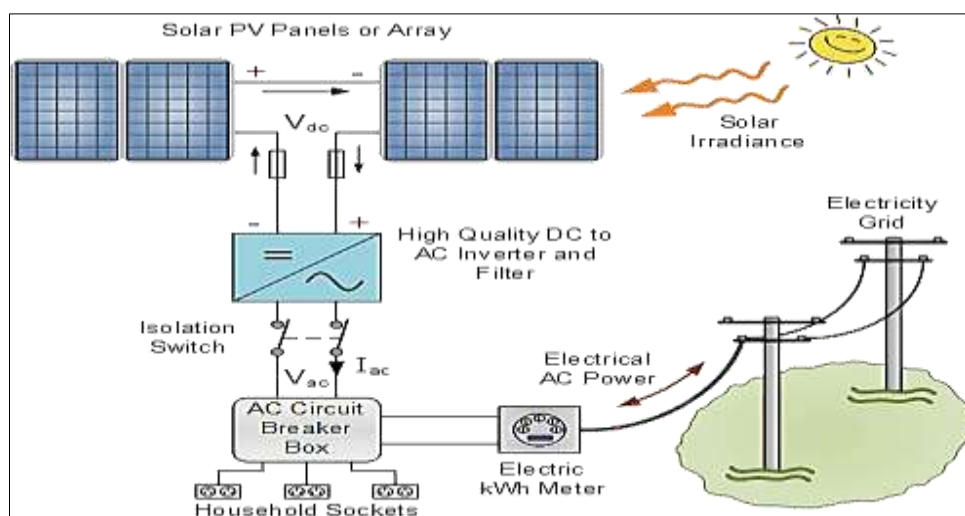 Solar PV Panels or Array
+
-
Vdc
Solar
Irradiance
-
+
High Quality DC to
AC Inverter and
Filter
Electricity
Grid
Isolation
Switch
Vac
Iac
Electrical
AC Power
AC Circuit
Breaker
Box
Electric
kWh Meter
Household Sockets